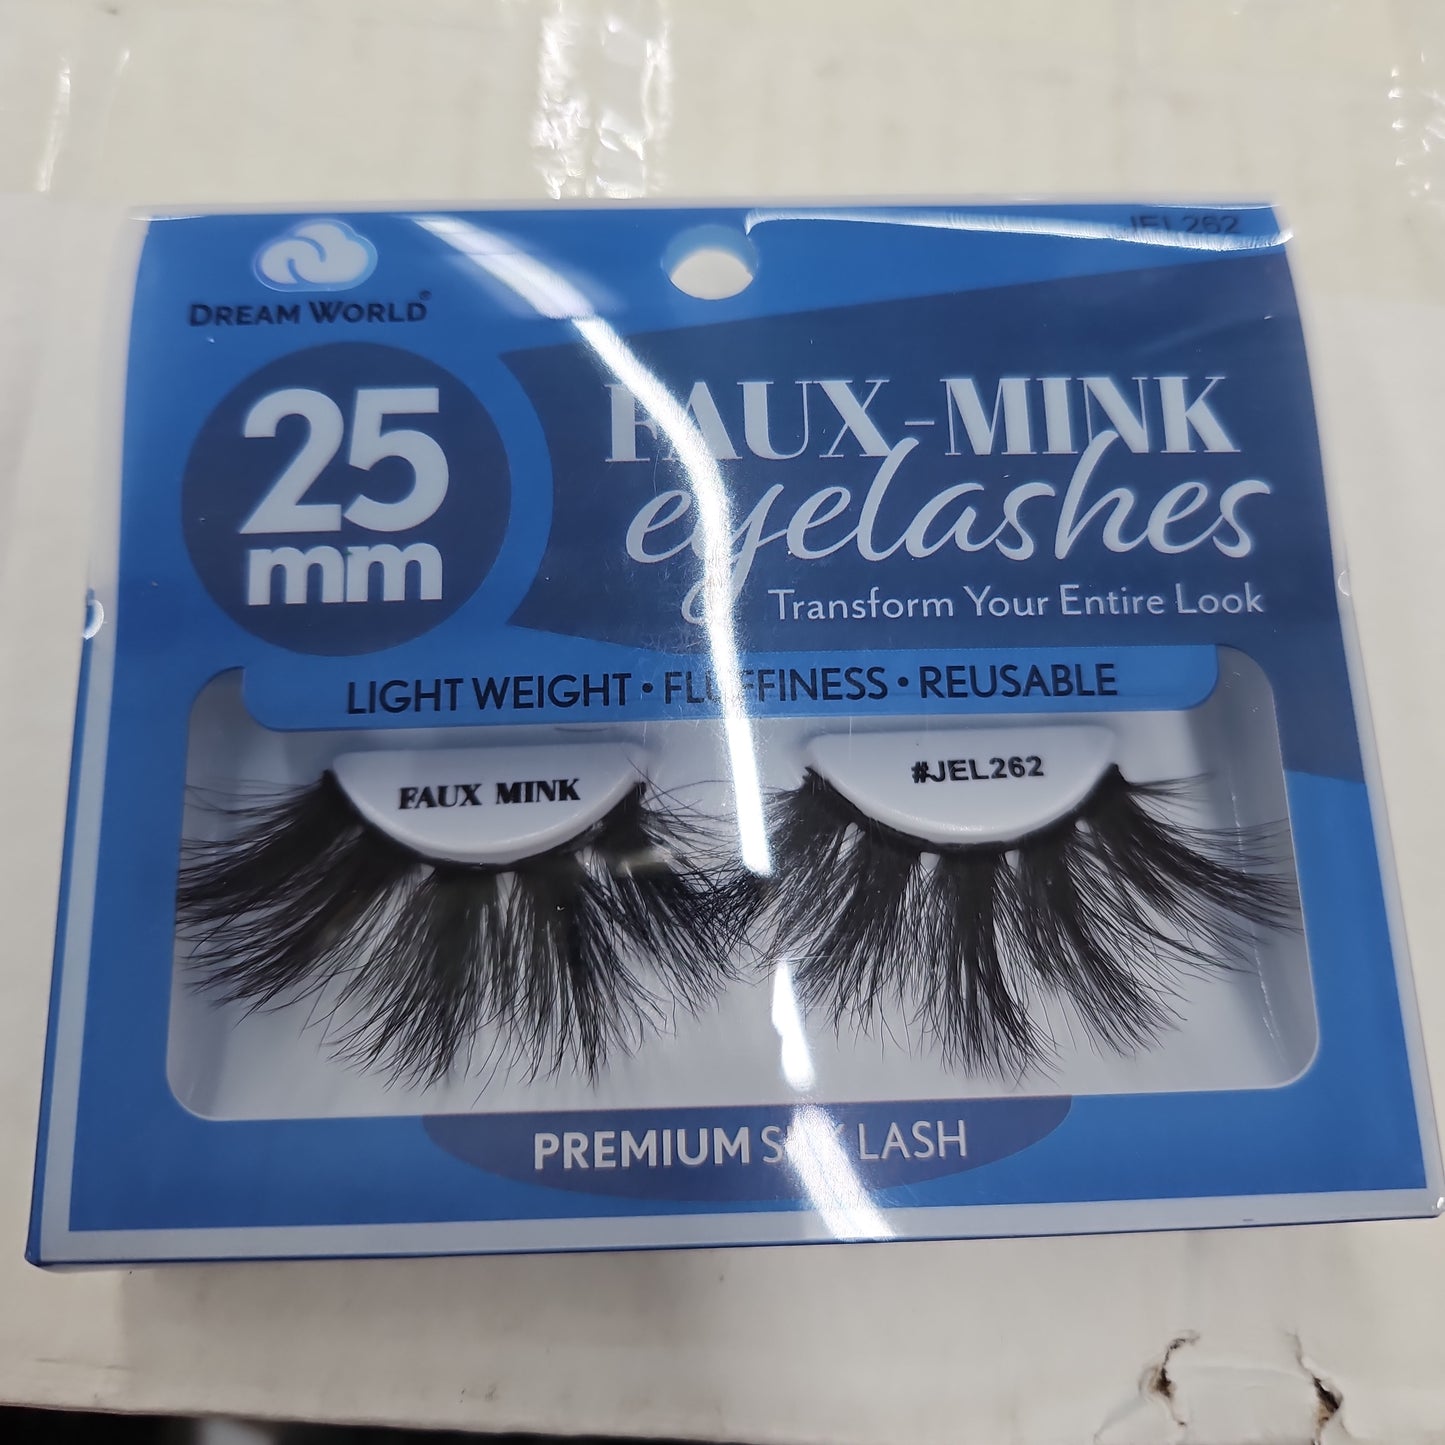 JEL262
DREAM WORLD®
25
mm
FAUX-MINK
eyelashes
Transform Your Entire Look
LIGHT WEIGHT • FLUFFINESS • REUSABLE
FAUX MINK
#JEL262
PREMIUM SILKY LASH